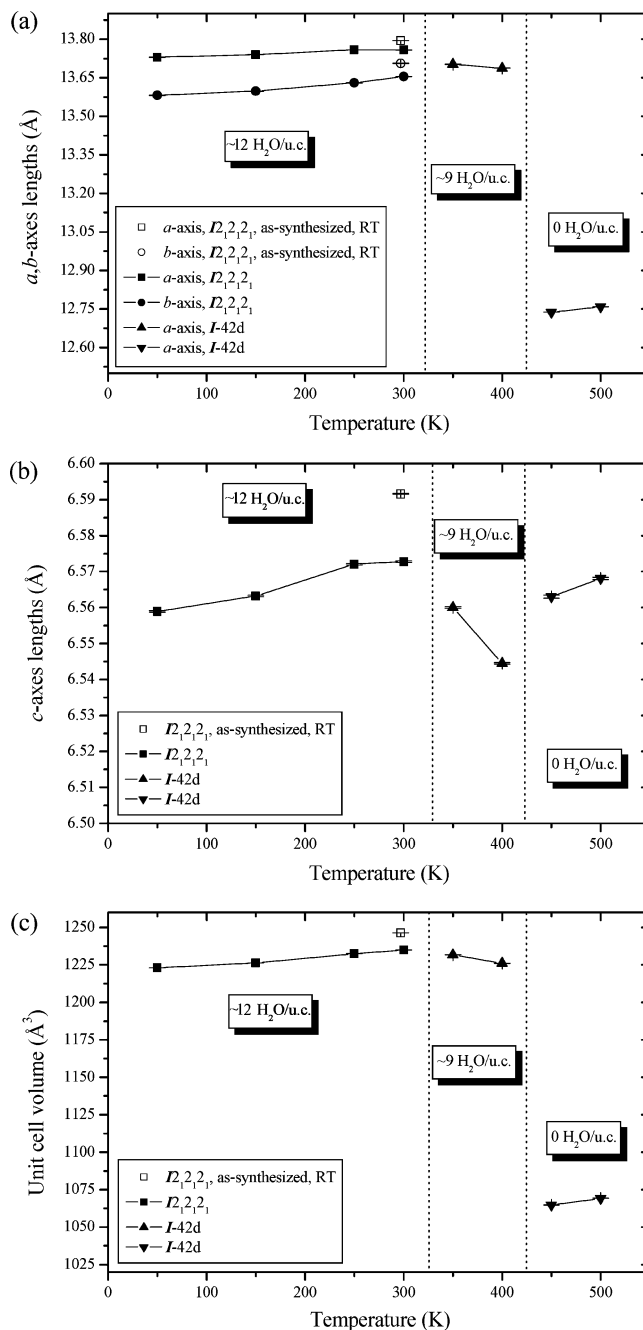 (a)
13.80
13.65
13.50
13.35
13.20
13.05
12.90
12.75
12.60
a,b-axes lengths (Å)
~12 H₂O/u.c.
~9 H₂O/u.c.
0 H₂O/u.c.
a-axis, I2₁2₁2₁, as-synthesized, RT
b-axis, I2₁2₁2₁, as-synthesized, RT
a-axis, I2₁2₁2₁
b-axis, I2₁2₁2₁
a-axis, I-42d
a-axis, I-42d
0 100 200 300 400 500
Temperature (K)
(b)
6.60
6.59
6.58
6.57
6.56
6.55
6.54
6.53
6.52
6.51
6.50
c-axes lengths (Å)
~12 H₂O/u.c.
~9 H₂O/u.c.
0 H₂O/u.c.
I2₁2₁2₁, as-synthesized, RT
I2₁2₁2₁
I-42d
I-42d
0 100 200 300 400 500
Temperature (K)
(c)
1250
1225
1200
1175
1150
1125
1100
1075
1050
1025
Unit cell volume (Å³)
~12 H₂O/u.c.
~9 H₂O/u.c.
0 H₂O/u.c.
I2₁2₁2₁, as-synthesized, RT
I2₁2₁2₁
I-42d
I-42d
0 100 200 300 400 500
Temperature (K)